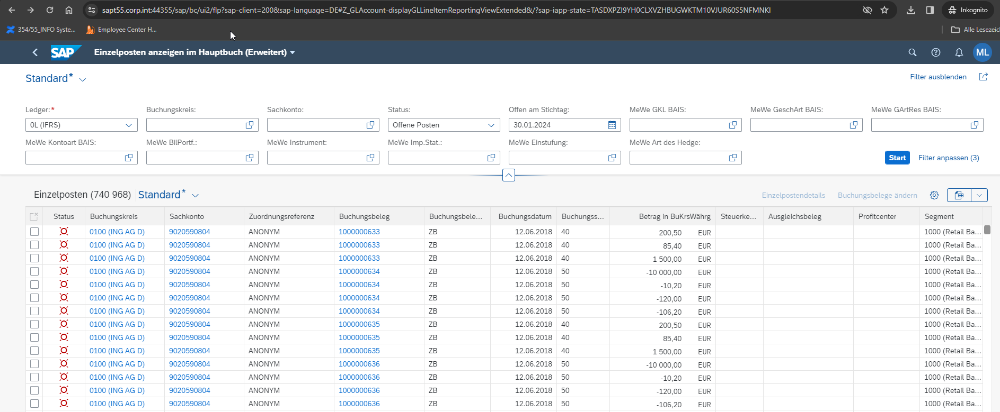 sapt55.corp.int:44355/sap/bc/ui2/flp?sap-client=200&sap-language=DE#Z_GLAccount-displayGLLineItemReportingViewExtended&/?sap-iapp-state=TASDXPZI9YH0CLXVZHBUGWKTM10VJUR60S5NFMNKI Inkognito
354/55_INFO Syste... Employee Center H... Alle Lesezeic
SAP Einzelposten anzeigen im Hauptbuch (Erweitert) ML
Standard* Filter ausblenden
Ledger:* Buchungskreis: Sachkonto: Status: Offen am Stichtag: MeWe GKL BAIS: MeWe GeschArt BAIS: MeWe GArtRes BAIS:
0L (IFRS) Offene Posten 30.01.2024
MeWe Kontoart BAIS: MeWe BilPortf.: MeWe Instrument: MeWe Imp.Stat.: MeWe Einstufung: MeWe Art des Hedge:
Start Filter anpassen (3)
Einzelposten (740 968) Standard* Einzelpostendetails Buchungsbelege ändern
Status Buchungskreis Sachkonto Zuordnungsreferenz Buchungsbeleg Buchungsbele... Buchungsdatum Buchungss... Betrag in BuKrsWährg Steuerke... Ausgleichsbeleg Profitcenter Segment
0100 (ING AG D) 9020590804 ANONYM 1000000633 ZB 12.06.2018 40 200,50 EUR 1000 (Retail Ba...
0100 (ING AG D) 9020590804 ANONYM 1000000633 ZB 12.06.2018 40 85,40 EUR 1000 (Retail Ba...
0100 (ING AG D) 9020590804 ANONYM 1000000633 ZB 12.06.2018 40 1 500,00 EUR 1000 (Retail Ba...
0100 (ING AG D) 9020590804 ANONYM 1000000634 ZB 12.06.2018 50 -10 000,00 EUR 1000 (Retail Ba...
0100 (ING AG D) 9020590804 ANONYM 1000000634 ZB 12.06.2018 50 -10,20 EUR 1000 (Retail Ba...
0100 (ING AG D) 9020590804 ANONYM 1000000634 ZB 12.06.2018 50 -120,00 EUR 1000 (Retail Ba...
0100 (ING AG D) 9020590804 ANONYM 1000000634 ZB 12.06.2018 50 -106,20 EUR 1000 (Retail Ba...
0100 (ING AG D) 9020590804 ANONYM 1000000635 ZB 12.06.2018 40 200,50 EUR 1000 (Retail Ba...
0100 (ING AG D) 9020590804 ANONYM 1000000635 ZB 12.06.2018 40 85,40 EUR 1000 (Retail Ba...
0100 (ING AG D) 9020590804 ANONYM 1000000635 ZB 12.06.2018 40 1 500,00 EUR 1000 (Retail Ba...
0100 (ING AG D) 9020590804 ANONYM 1000000636 ZB 12.06.2018 50 -10 000,00 EUR 1000 (Retail Ba...
0100 (ING AG D) 9020590804 ANONYM 1000000636 ZB 12.06.2018 50 -10,20 EUR 1000 (Retail Ba...
0100 (ING AG D) 9020590804 ANONYM 1000000636 ZB 12.06.2018 50 -120,00 EUR 1000 (Retail Ba...
0100 (ING AG D) 9020590804 ANONYM 1000000636 ZB 12.06.2018 50 -106,20 EUR 1000 (Retail Ba...